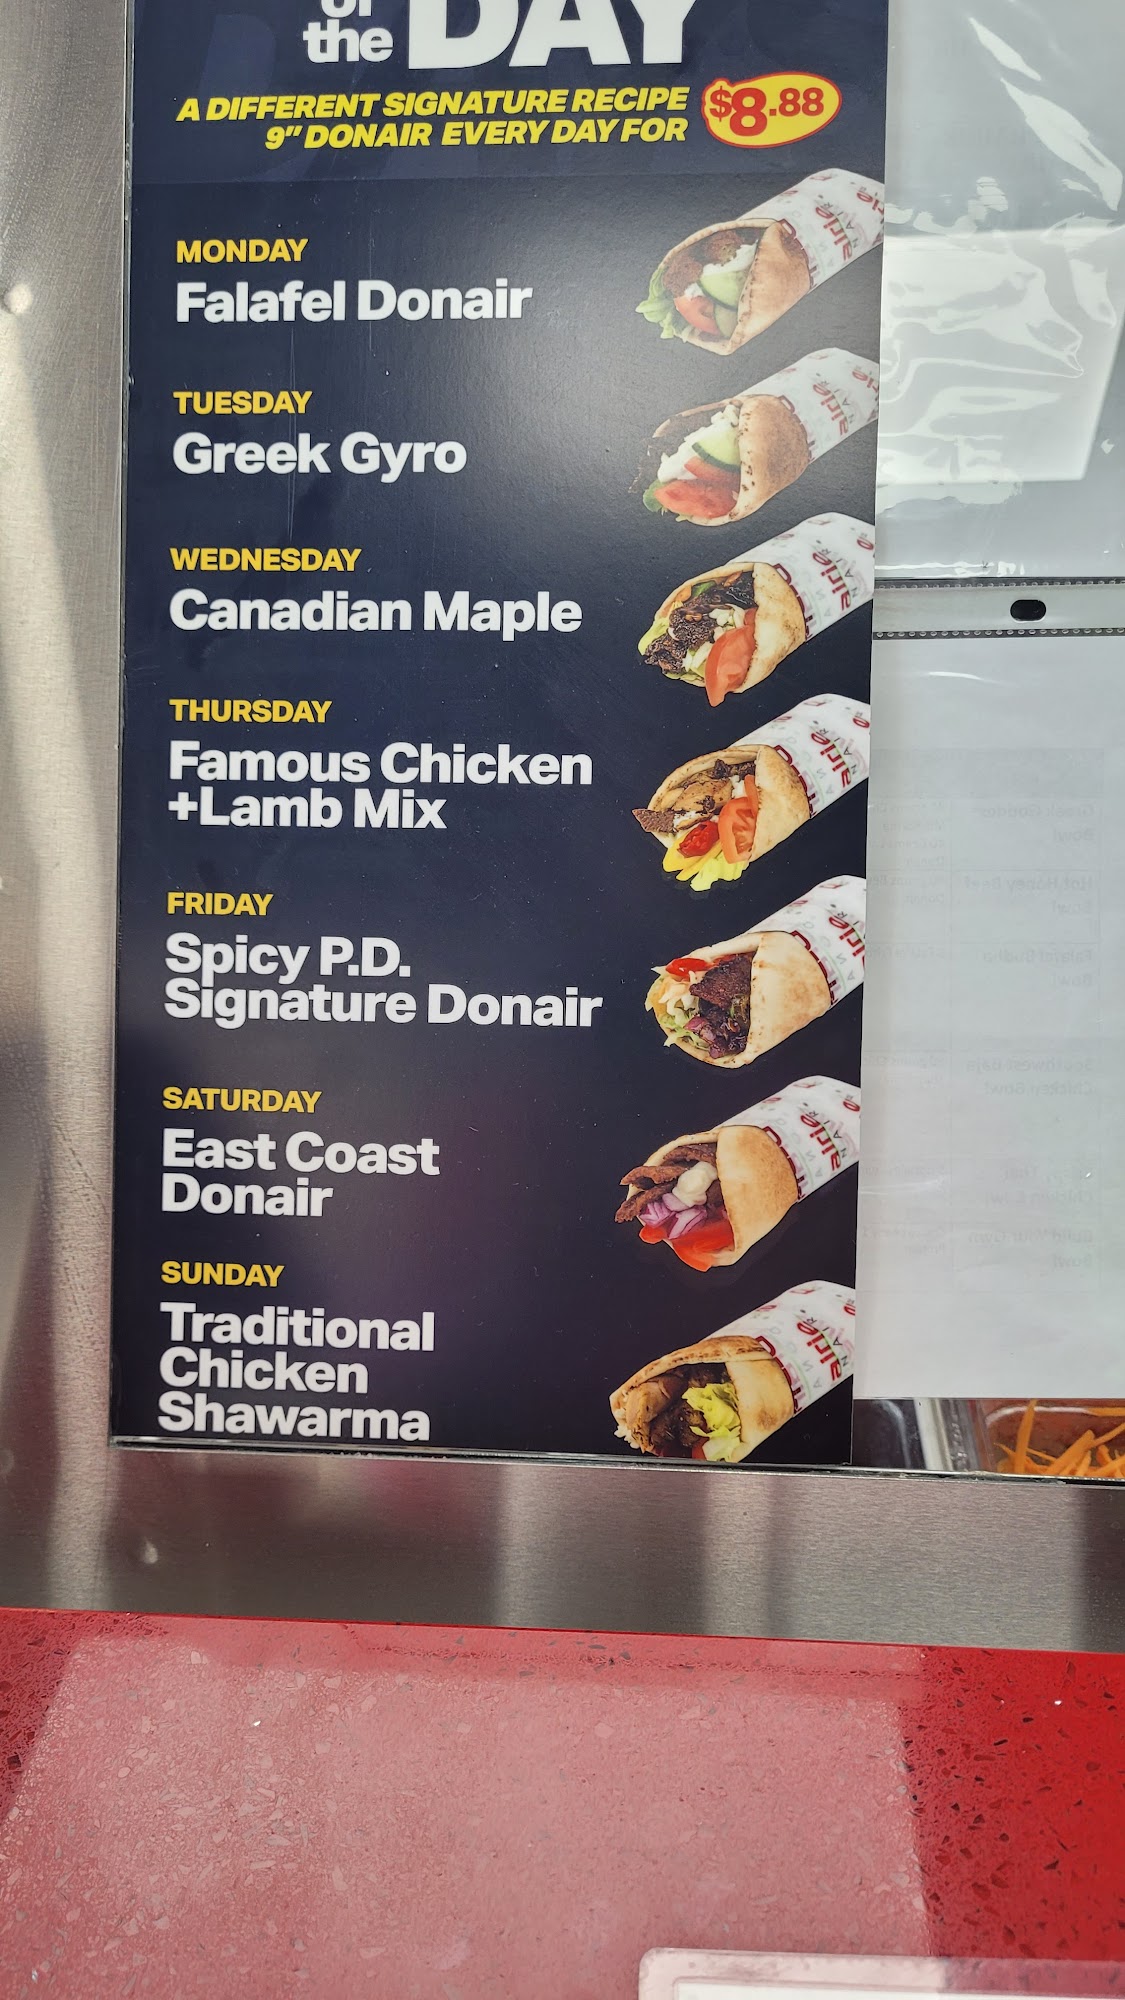 of
the DAY
A DIFFERENT SIGNATURE RECIPE
9" DONAIR EVERY DAY FOR
$8.88
MONDAY
Falafel Donair
TUESDAY
Greek Gyro
WEDNESDAY
Canadian Maple
THURSDAY
Famous Chicken
+Lamb Mix
FRIDAY
Spicy P.D.
Signature Donair
SATURDAY
East Coast
Donair
SUNDAY
Traditional
Chicken
Shawarma